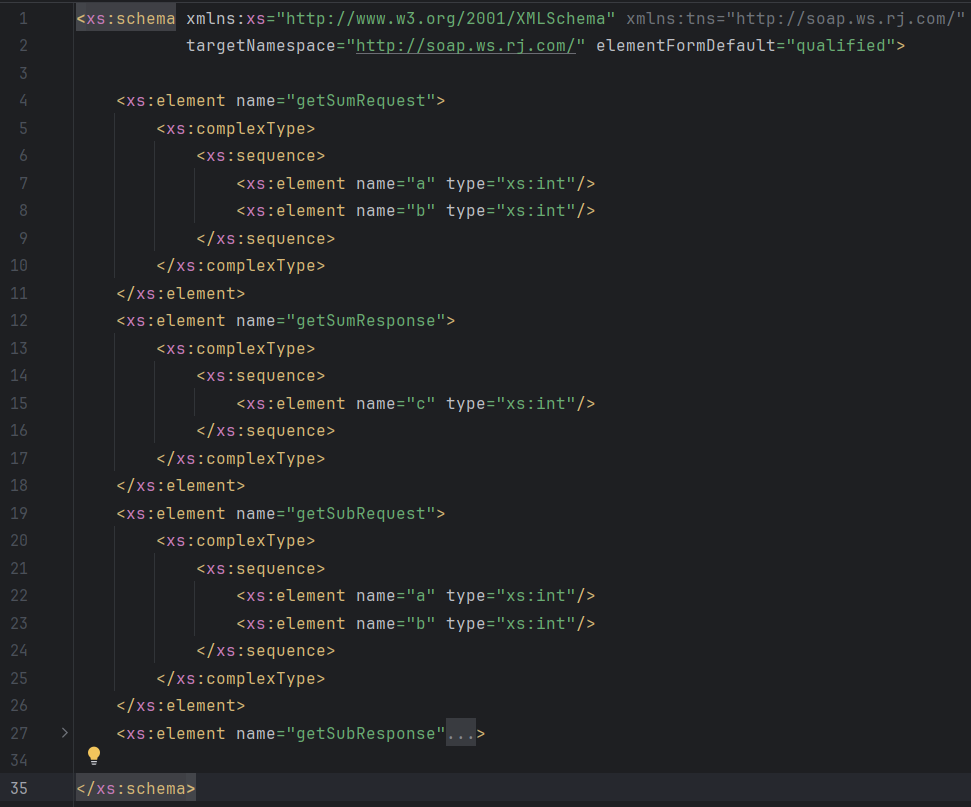 1 <xs:schema xmlns:xs="http://www.w3.org/2001/XMLSchema" xmlns:tns="http://soap.ws.rj.com/"
2            targetNamespace="http://soap.ws.rj.com/" elementFormDefault="qualified">
3
4     <xs:element name="getSumRequest">
5         <xs:complexType>
6             <xs:sequence>
7                 <xs:element name="a" type="xs:int"/>
8                 <xs:element name="b" type="xs:int"/>
9             </xs:sequence>
10         </xs:complexType>
11     </xs:element>
12     <xs:element name="getSumResponse">
13         <xs:complexType>
14             <xs:sequence>
15                 <xs:element name="c" type="xs:int"/>
16             </xs:sequence>
17         </xs:complexType>
18     </xs:element>
19     <xs:element name="getSubRequest">
20         <xs:complexType>
21             <xs:sequence>
22                 <xs:element name="a" type="xs:int"/>
23                 <xs:element name="b" type="xs:int"/>
24             </xs:sequence>
25         </xs:complexType>
26     </xs:element>
27     <xs:element name="getSubResponse"...>
34
35 </xs:schema>